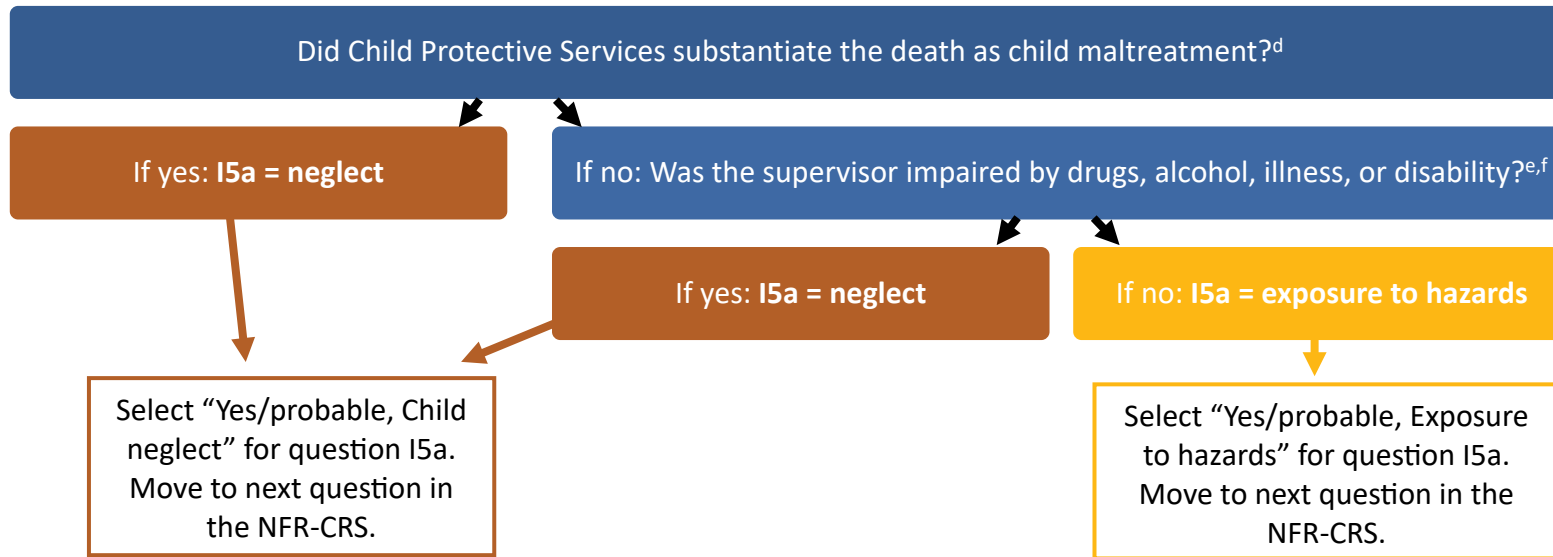 Did Child Protective Services substantiate the death as child maltreatment?ᵈ
If yes: I5a = neglect
If no: Was the supervisor impaired by drugs, alcohol, illness, or disability?ᵉ,ᶠ
If yes: I5a = neglect
If no: I5a = exposure to hazards
Select “Yes/probable, Child
neglect” for question I5a.
Move to next question in
the NFR-CRS.
Select “Yes/probable, Exposure
to hazards” for question I5a.
Move to next question in the
NFR-CRS.